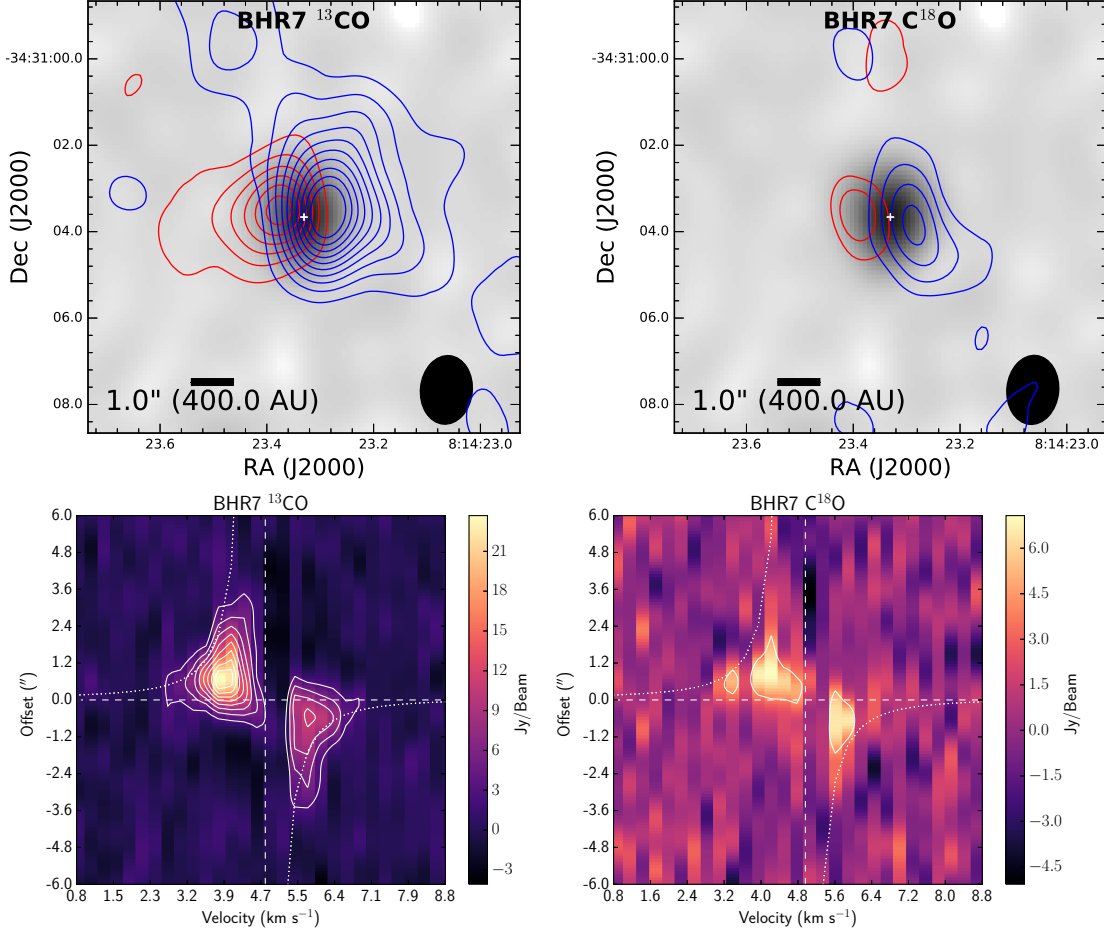 BHR7 ¹³CO
BHR7 C¹⁸O
-34:31:00.0
02.0
04.0
06.0
08.0
Dec (J2000)
1.0" (400.0 AU)
23.6 23.4 23.2 8:14:23.0
RA (J2000)
-34:31:00.0
02.0
04.0
06.0
08.0
Dec (J2000)
1.0" (400.0 AU)
23.6 23.4 23.2 8:14:23.0
RA (J2000)
BHR7 ¹³CO
6.0
4.8
3.6
2.4
1.2
0.0
-1.2
-2.4
-3.6
-4.8
-6.0
Offset (″)
0.8 1.5 2.3 3.2 3.9 4.7 5.5 6.4 7.1 7.9 8.8
Velocity (km s⁻¹)
21
18
15
12
9
6
3
0
−3
Jy/Beam
BHR7 C¹⁸O
6.0
4.8
3.6
2.4
1.2
0.0
-1.2
-2.4
-3.6
-4.8
-6.0
Offset (″)
0.8 1.6 2.4 3.2 4.0 4.8 5.6 6.4 7.2 8.0 8.8
Velocity (km s⁻¹)
6.0
4.5
3.0
1.5
0.0
−1.5
−3.0
−4.5
Jy/Beam